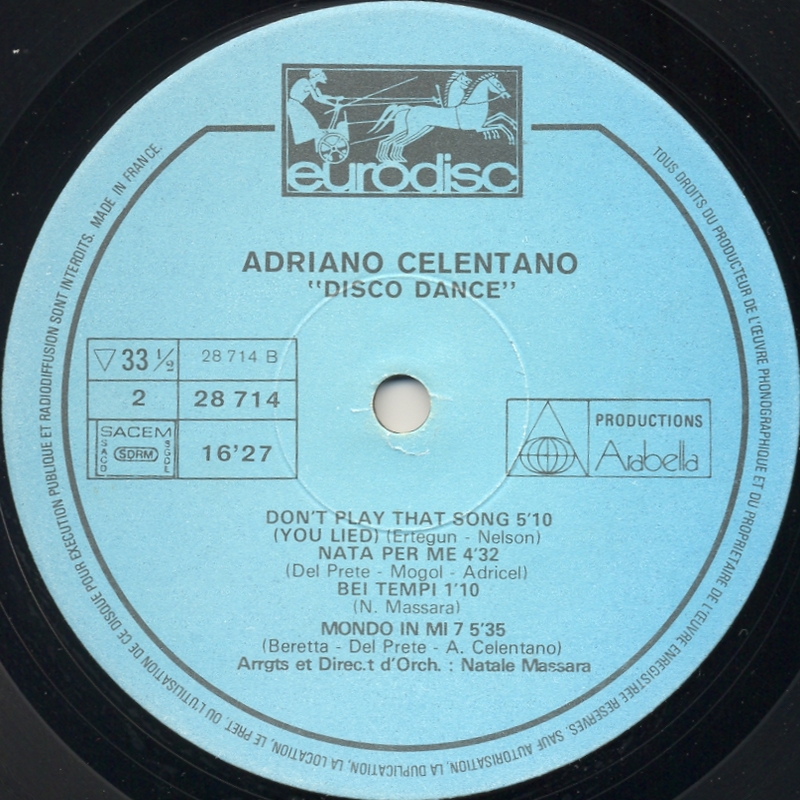 eurodisc
ADRIANO CELENTANO
"DISCO DANCE"
▽ 33 1/2
28 714 B
2
28 714
SACEM
SACD
SDRM
SGDL
16'27
PRODUCTIONS
Arabella
DON'T PLAY THAT SONG 5'10
(YOU LIED) (Ertegun - Nelson)
NATA PER ME 4'32
(Del Prete - Mogol - Adricel)
BEI TEMPI 1'10
(N. Massara)
MONDO IN MI 7 5'35
(Beretta - Del Prete - A. Celentano)
Arrgts et Direc.t d'Orch. : Natale Massara
TOUS DROITS DU PRODUCTEUR DE L'ŒUVRE PHONOGRAPHIQUE ET DU PROPRIETAIRE DE L'ŒUVRE ENREGISTREE RESERVES. SAUF AUTORISATION, LA DUPLICATION, LA LOCATION, LE PRET, OU L'UTILISATION DE CE DISQUE POUR EXECUTION PUBLIQUE ET RADIODIFFUSION SONT INTERDITS. MADE IN FRANCE.